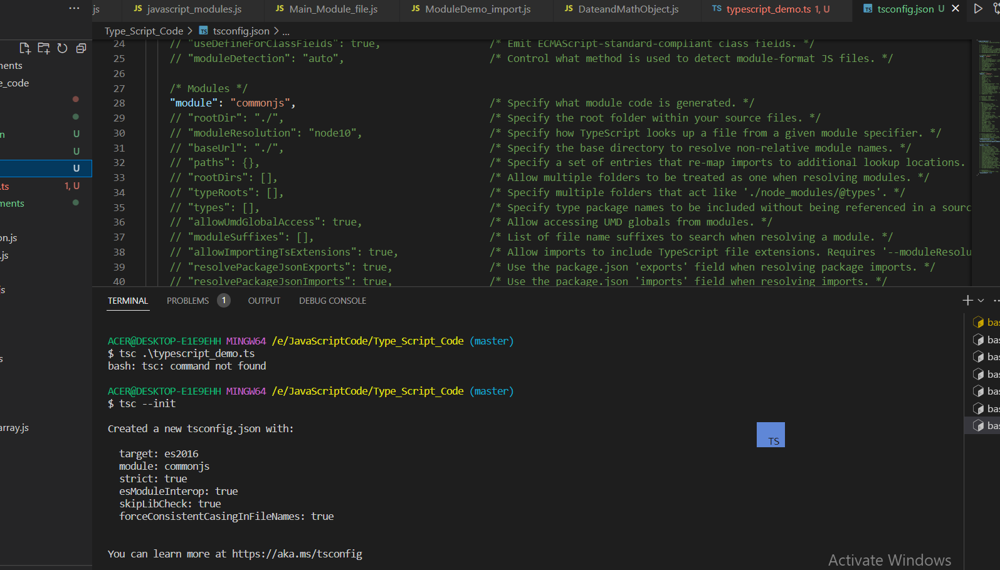 js JS javascript_modules.js JS Main_Module_file.js JS ModuleDemo_import.js JS DateandMathObject.js TS typescript_demo.ts 1, U TS tsconfig.json U
Type_Script_Code > TS tsconfig.json > ...
ments
e_code
n U
U
U
.ts 1, U
ments
on.js
.js
js
s
array.js
24 // "useDefineForClassFields": true, /* Emit ECMAScript-standard-compliant class fields. */
25 // "moduleDetection": "auto", /* Control what method is used to detect module-format JS files. */
26
27 /* Modules */
28 "module": "commonjs", /* Specify what module code is generated. */
29 // "rootDir": "./", /* Specify the root folder within your source files. */
30 // "moduleResolution": "node10", /* Specify how TypeScript looks up a file from a given module specifier. */
31 // "baseUrl": "./", /* Specify the base directory to resolve non-relative module names. */
32 // "paths": {}, /* Specify a set of entries that re-map imports to additional lookup locations.
33 // "rootDirs": [], /* Allow multiple folders to be treated as one when resolving modules. */
34 // "typeRoots": [], /* Specify multiple folders that act like './node_modules/@types'. */
35 // "types": [], /* Specify type package names to be included without being referenced in a sourc
36 // "allowUmdGlobalAccess": true, /* Allow accessing UMD globals from modules. */
37 // "moduleSuffixes": [], /* List of file name suffixes to search when resolving a module. */
38 // "allowImportingTsExtensions": true, /* Allow imports to include TypeScript file extensions. Requires '--moduleResolu
39 // "resolvePackageJsonExports": true, /* Use the package.json 'exports' field when resolving package imports. */
40 // "resolvePackageJsonImports": true, /* Use the package.json 'imports' field when resolving imports. */
TERMINAL PROBLEMS 1 OUTPUT DEBUG CONSOLE
ACER@DESKTOP-E1E9EHH MINGW64 /e/JavaScriptCode/Type_Script_Code (master)
$ tsc .\typescript_demo.ts
bash: tsc: command not found
ACER@DESKTOP-E1E9EHH MINGW64 /e/JavaScriptCode/Type_Script_Code (master)
$ tsc --init
Created a new tsconfig.json with:
TS
target: es2016
module: commonjs
strict: true
esModuleInterop: true
skipLibCheck: true
forceConsistentCasingInFileNames: true
You can learn more at https://aka.ms/tsconfig
bas
bas
bas
bas
bas
bas
bas
Activate Windows